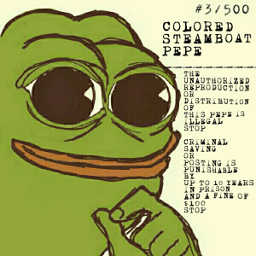 #3/500
COLORED
STEAMBOAT
PEPE
THE
UNAUTHORIZED
REPRODUCTION
OR
DISTRIBUTION
OF
THIS PEPE IS
ILLEGAL
STOP
CRIMINAL
SAVING
OR
POSTING IS
PUNISHABLE
BY
UP TO 10 YEARS
IN PRISON
AND A FINE OF
$100
STOP